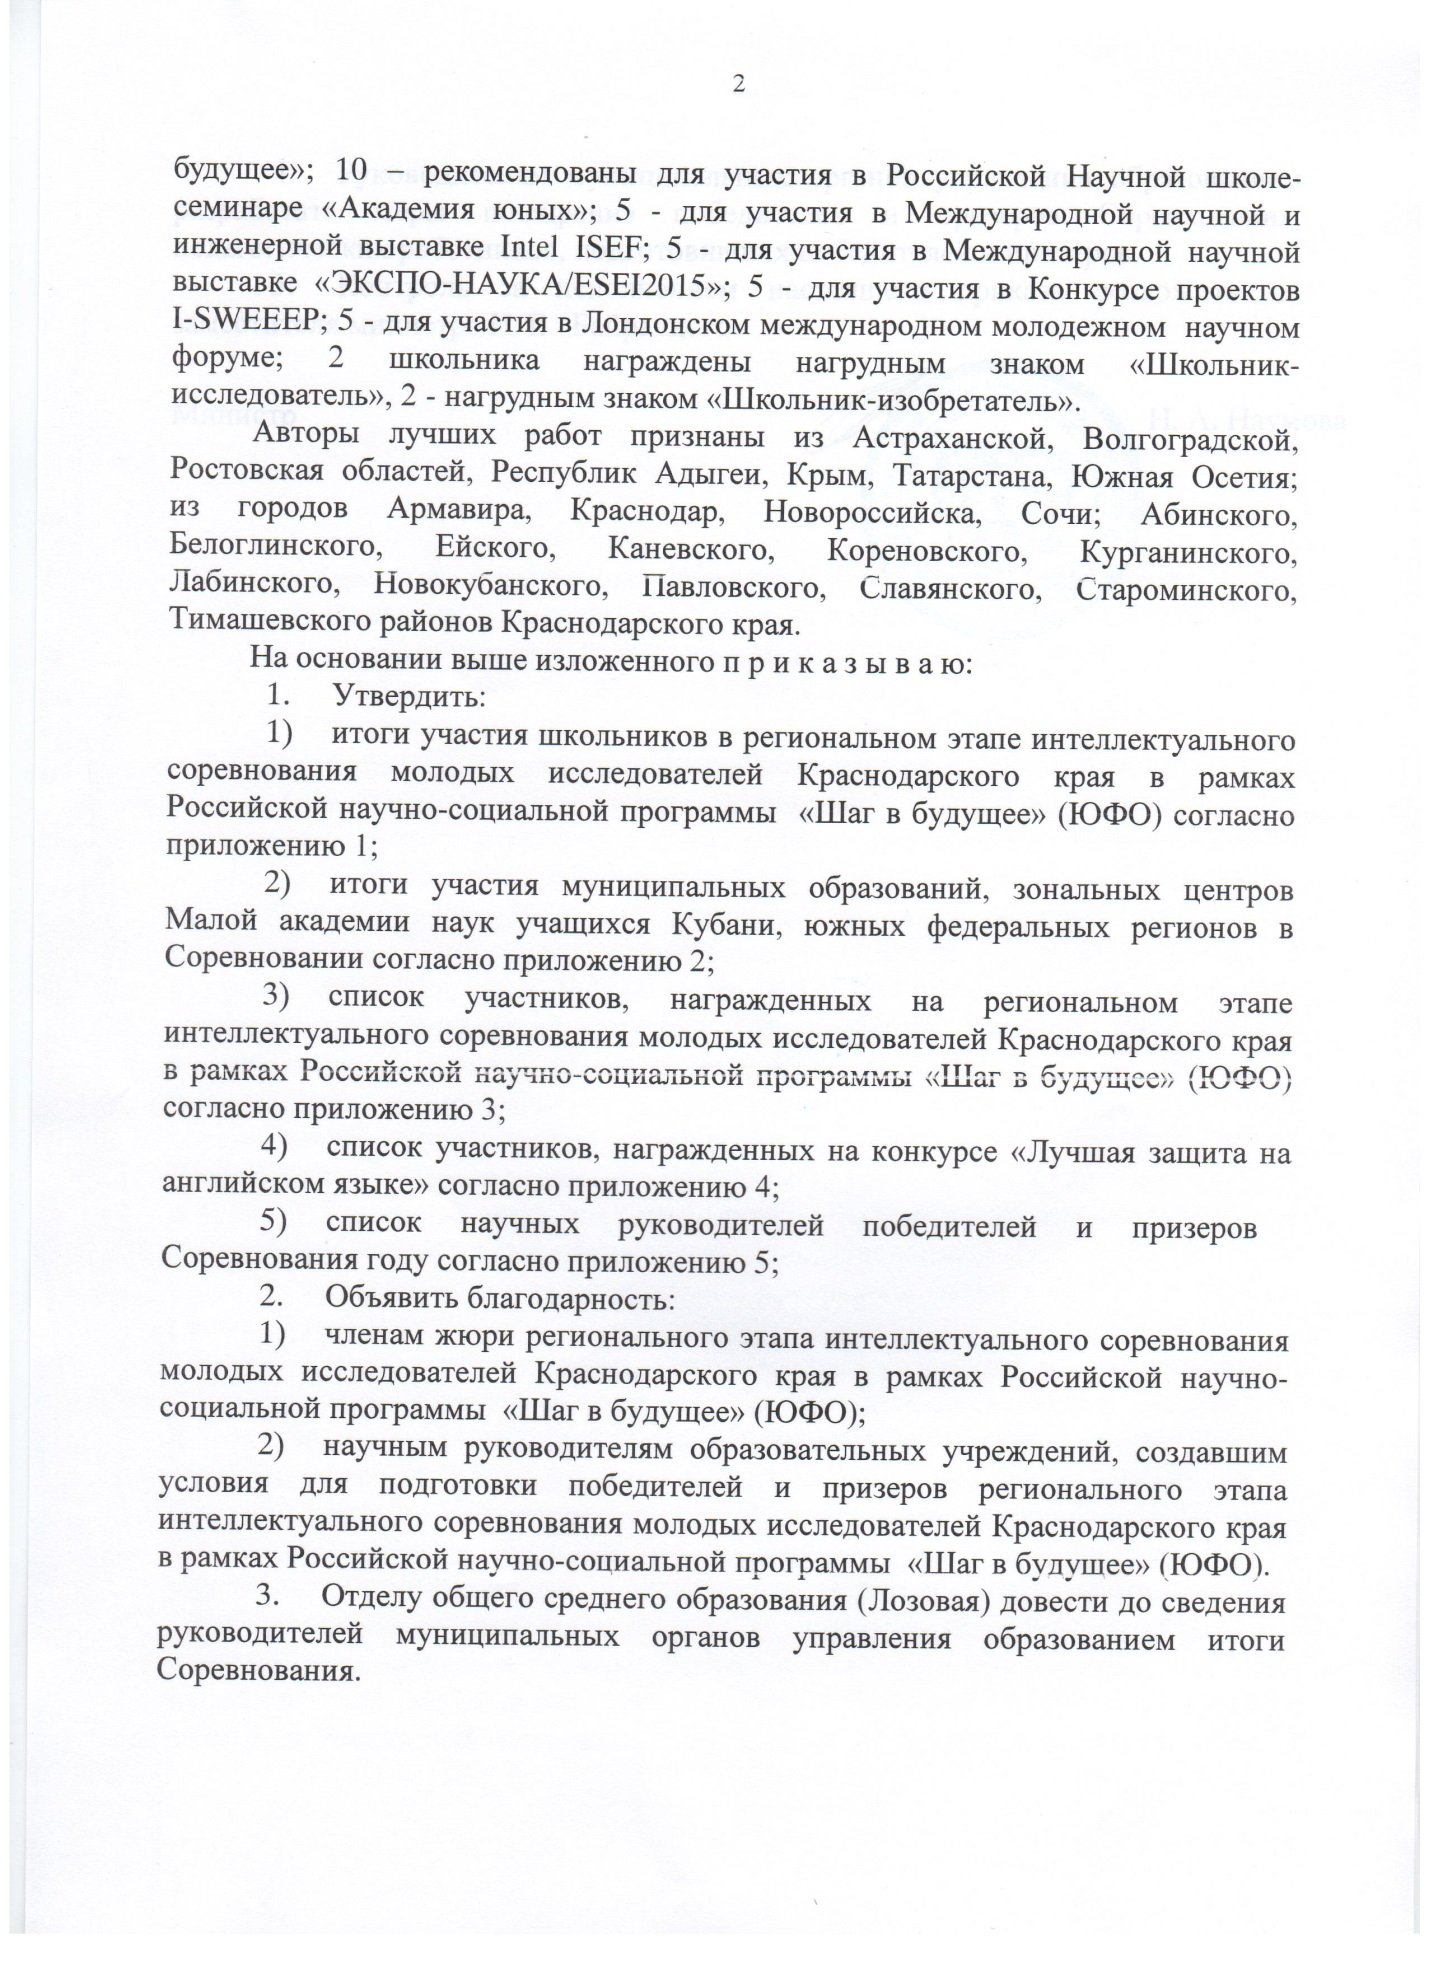 2
будущее»; 10 – рекомендованы для участия в Российской Научной школе-
семинаре «Академия юных»; 5 - для участия в Международной научной и
инженерной выставке Intel ISEF; 5 - для участия в Международной научной
выставке «ЭКСПО-НАУКА/ESEI2015»; 5 - для участия в Конкурсе проектов
I-SWEEEP; 5 - для участия в Лондонском международном молодежном научном
форуме; 2 школьника награждены нагрудным знаком «Школьник-
исследователь», 2 - нагрудным знаком «Школьник-изобретатель».
Министр Н. А. Наумова
Авторы лучших работ признаны из Астраханской, Волгоградской,
Ростовская областей, Республик Адыгеи, Крым, Татарстана, Южная Осетия;
из городов Армавира, Краснодар, Новороссийска, Сочи; Абинского,
Белоглинского, Ейского, Каневского, Кореновского, Курганинского,
Лабинского, Новокубанского, Павловского, Славянского, Староминского,
Тимашевского районов Краснодарского края.
На основании выше изложенного п р и к а з ы в а ю:
1. Утвердить:
1) итоги участия школьников в региональном этапе интеллектуального
соревнования молодых исследователей Краснодарского края в рамках
Российской научно-социальной программы «Шаг в будущее» (ЮФО) согласно
приложению 1;
2) итоги участия муниципальных образований, зональных центров
Малой академии наук учащихся Кубани, южных федеральных регионов в
Соревновании согласно приложению 2;
3) список участников, награжденных на региональном этапе
интеллектуального соревнования молодых исследователей Краснодарского края
в рамках Российской научно-социальной программы «Шаг в будущее» (ЮФО)
согласно приложению 3;
4) список участников, награжденных на конкурсе «Лучшая защита на
английском языке» согласно приложению 4;
5) список научных руководителей победителей и призеров
Соревнования году согласно приложению 5;
2. Объявить благодарность:
1) членам жюри регионального этапа интеллектуального соревнования
молодых исследователей Краснодарского края в рамках Российской научно-
социальной программы «Шаг в будущее» (ЮФО);
2) научным руководителям образовательных учреждений, создавшим
условия для подготовки победителей и призеров регионального этапа
интеллектуального соревнования молодых исследователей Краснодарского края
в рамках Российской научно-социальной программы «Шаг в будущее» (ЮФО).
3. Отделу общего среднего образования (Лозовая) довести до сведения
руководителей муниципальных органов управления образованием итоги
Соревнования.